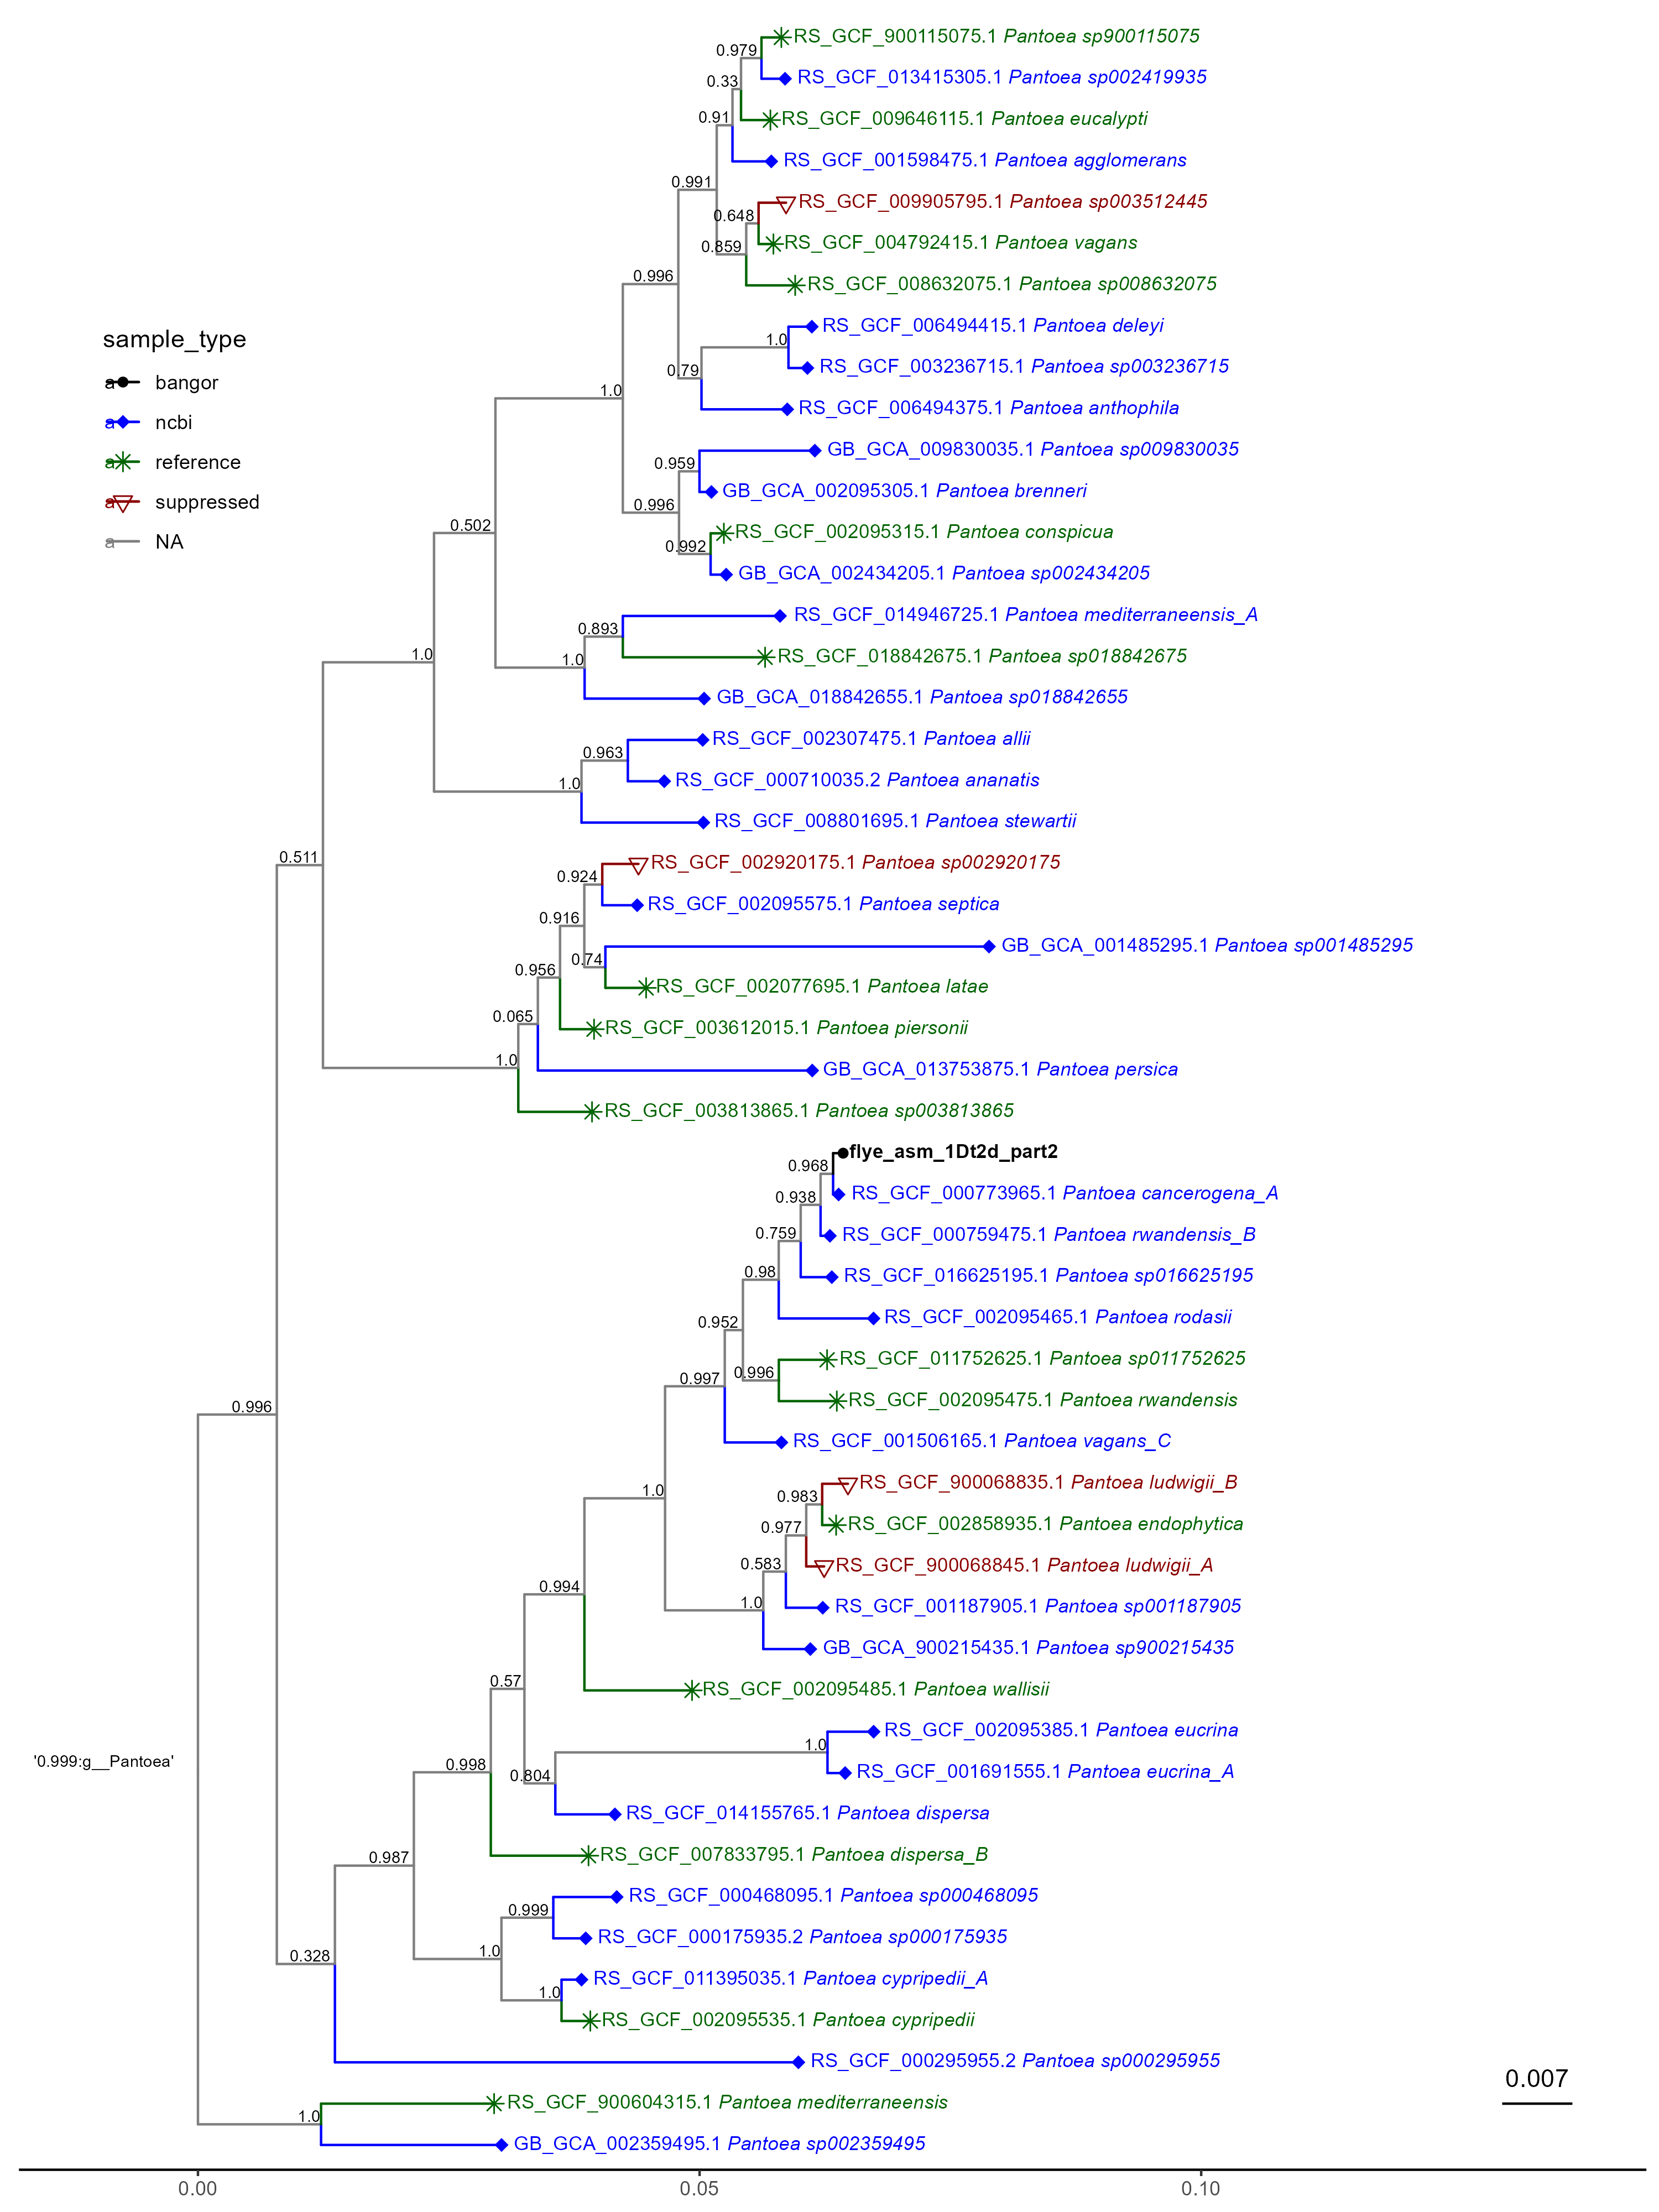 RS_GCF_900115075.1 Pantoea sp900115075
0.979
RS_GCF_013415305.1 Pantoea sp002419935
0.33
RS_GCF_009646115.1 Pantoea eucalypti
0.91
RS_GCF_001598475.1 Pantoea agglomerans
0.991
RS_GCF_009905795.1 Pantoea sp003512445
0.648
RS_GCF_004792415.1 Pantoea vagans
0.859
RS_GCF_008632075.1 Pantoea sp008632075
0.996
RS_GCF_006494415.1 Pantoea deleyi
1.0
RS_GCF_003236715.1 Pantoea sp003236715
0.79
RS_GCF_006494375.1 Pantoea anthophila
1.0
GB_GCA_009830035.1 Pantoea sp009830035
0.959
GB_GCA_002095305.1 Pantoea brenneri
0.996
RS_GCF_002095315.1 Pantoea conspicua
0.992
GB_GCA_002434205.1 Pantoea sp002434205
0.502
RS_GCF_014946725.1 Pantoea mediterraneensis_A
0.893
RS_GCF_018842675.1 Pantoea sp018842675
1.0
GB_GCA_018842655.1 Pantoea sp018842655
1.0
RS_GCF_002307475.1 Pantoea allii
0.963
RS_GCF_000710035.2 Pantoea ananatis
1.0
RS_GCF_008801695.1 Pantoea stewartii
0.511
RS_GCF_002920175.1 Pantoea sp002920175
0.924
RS_GCF_002095575.1 Pantoea septica
0.916
GB_GCA_001485295.1 Pantoea sp001485295
0.74
RS_GCF_002077695.1 Pantoea latae
0.956
RS_GCF_003612015.1 Pantoea piersonii
0.065
GB_GCA_013753875.1 Pantoea persica
1.0
RS_GCF_003813865.1 Pantoea sp003813865
flye_asm_1Dt2d_part2
0.968
RS_GCF_000773965.1 Pantoea cancerogena_A
0.938
RS_GCF_000759475.1 Pantoea rwandensis_B
0.759
RS_GCF_016625195.1 Pantoea sp016625195
0.98
RS_GCF_002095465.1 Pantoea rodasii
0.952
RS_GCF_011752625.1 Pantoea sp011752625
0.996
RS_GCF_002095475.1 Pantoea rwandensis
0.997
RS_GCF_001506165.1 Pantoea vagans_C
0.996
RS_GCF_900068835.1 Pantoea ludwigii_B
1.0
0.983
RS_GCF_002858935.1 Pantoea endophytica
0.977
RS_GCF_900068845.1 Pantoea ludwigii_A
0.583
RS_GCF_001187905.1 Pantoea sp001187905
1.0
GB_GCA_900215435.1 Pantoea sp900215435
0.994
RS_GCF_002095485.1 Pantoea wallisii
0.57
RS_GCF_002095385.1 Pantoea eucrina
1.0
RS_GCF_001691555.1 Pantoea eucrina_A
0.998
0.804
RS_GCF_014155765.1 Pantoea dispersa
RS_GCF_007833795.1 Pantoea dispersa_B
0.987
RS_GCF_000468095.1 Pantoea sp000468095
0.999
RS_GCF_000175935.2 Pantoea sp000175935
1.0
RS_GCF_011395035.1 Pantoea cypripedii_A
1.0
RS_GCF_002095535.1 Pantoea cypripedii
0.328
RS_GCF_000295955.2 Pantoea sp000295955
RS_GCF_900604315.1 Pantoea mediterraneensis
1.0
GB_GCA_002359495.1 Pantoea sp002359495
'0.999:g__Pantoea'
sample_type
a bangor
a ncbi
a reference
a suppressed
a NA
0.007
0.00 0.05 0.10